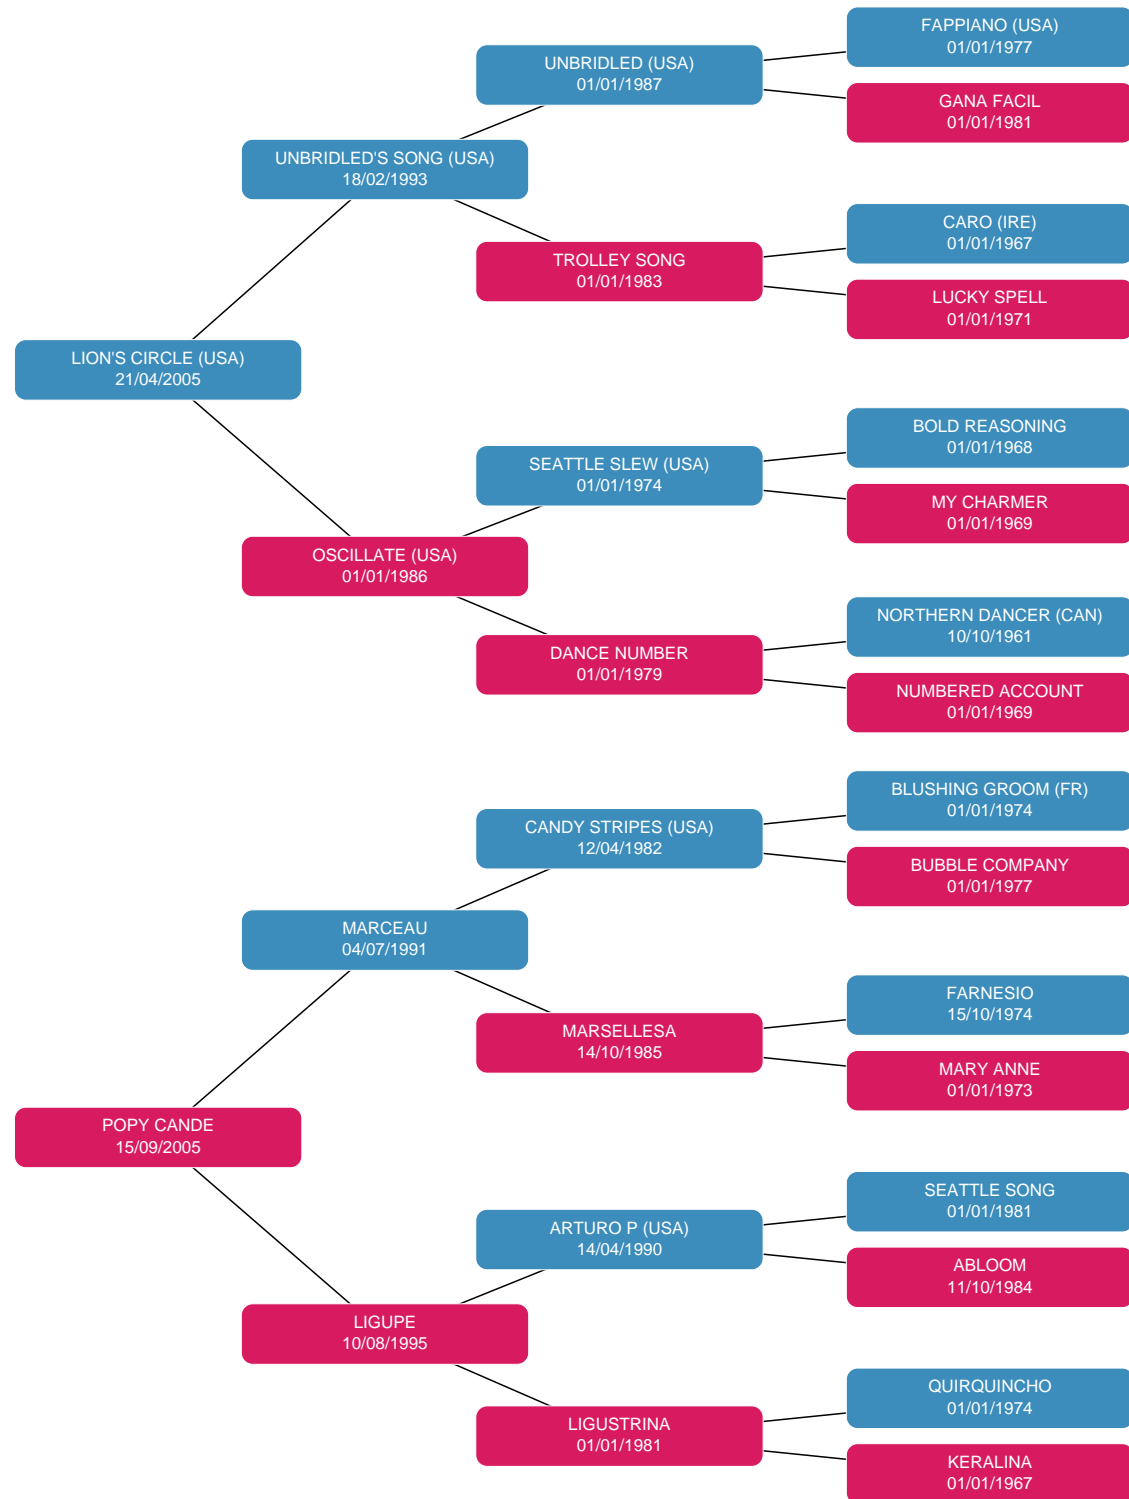 FAPPIANO (USA)
01/01/1977
UNBRIDLED (USA)
01/01/1987
GANA FACIL
01/01/1981
UNBRIDLED'S SONG (USA)
18/02/1993
CARO (IRE)
01/01/1967
TROLLEY SONG
01/01/1983
LUCKY SPELL
01/01/1971
LION'S CIRCLE (USA)
21/04/2005
BOLD REASONING
01/01/1968
SEATTLE SLEW (USA)
01/01/1974
MY CHARMER
01/01/1969
OSCILLATE (USA)
01/01/1986
NORTHERN DANCER (CAN)
10/10/1961
DANCE NUMBER
01/01/1979
NUMBERED ACCOUNT
01/01/1969
BLUSHING GROOM (FR)
01/01/1974
CANDY STRIPES (USA)
12/04/1982
BUBBLE COMPANY
01/01/1977
MARCEAU
04/07/1991
FARNESIO
15/10/1974
MARSELLESA
14/10/1985
MARY ANNE
01/01/1973
POPY CANDE
15/09/2005
SEATTLE SONG
01/01/1981
ARTURO P (USA)
14/04/1990
ABLOOM
11/10/1984
LIGUPE
10/08/1995
QUIRQUINCHO
01/01/1974
LIGUSTRINA
01/01/1981
KERALINA
01/01/1967